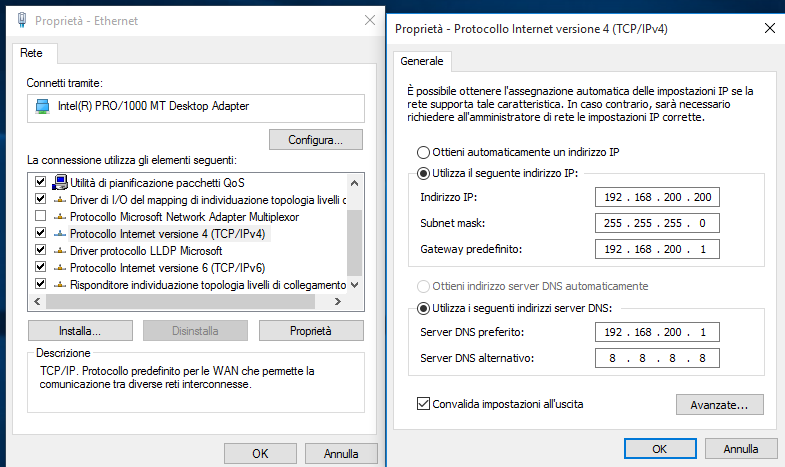 Proprietà - Ethernet
Rete
Connetti tramite:
Intel(R) PRO/1000 MT Desktop Adapter
Configura...
La connessione utilizza gli elementi seguenti:
Utilità di pianificazione pacchetti QoS
Driver di I/O del mapping di individuazione topologia livelli c
Protocollo Microsoft Network Adapter Multiplexor
Protocollo Internet versione 4 (TCP/IPv4)
Driver protocollo LLDP Microsoft
Protocollo Internet versione 6 (TCP/IPv6)
Risponditore individuazione topologia livelli di collegamento
Installa...
Disinstalla
Proprietà
Descrizione
TCP/IP. Protocollo predefinito per le WAN che permette la
comunicazione tra diverse reti interconnesse.
OK
Annulla
Proprietà - Protocollo Internet versione 4 (TCP/IPv4)
Generale
È possibile ottenere l'assegnazione automatica delle impostazioni IP se la
rete supporta tale caratteristica. In caso contrario, sarà necessario
richiedere all'amministratore di rete le impostazioni IP corrette.
Ottieni automaticamente un indirizzo IP
Utilizza il seguente indirizzo IP:
Indirizzo IP: 192 . 168 . 200 . 200
Subnet mask: 255 . 255 . 255 . 0
Gateway predefinito: 192 . 168 . 200 . 1
Ottieni indirizzo server DNS automaticamente
Utilizza i seguenti indirizzi server DNS:
Server DNS preferito: 192 . 168 . 200 . 1
Server DNS alternativo: 8 . 8 . 8 . 8
Convalida impostazioni all'uscita
Avanzate...
OK
Annulla